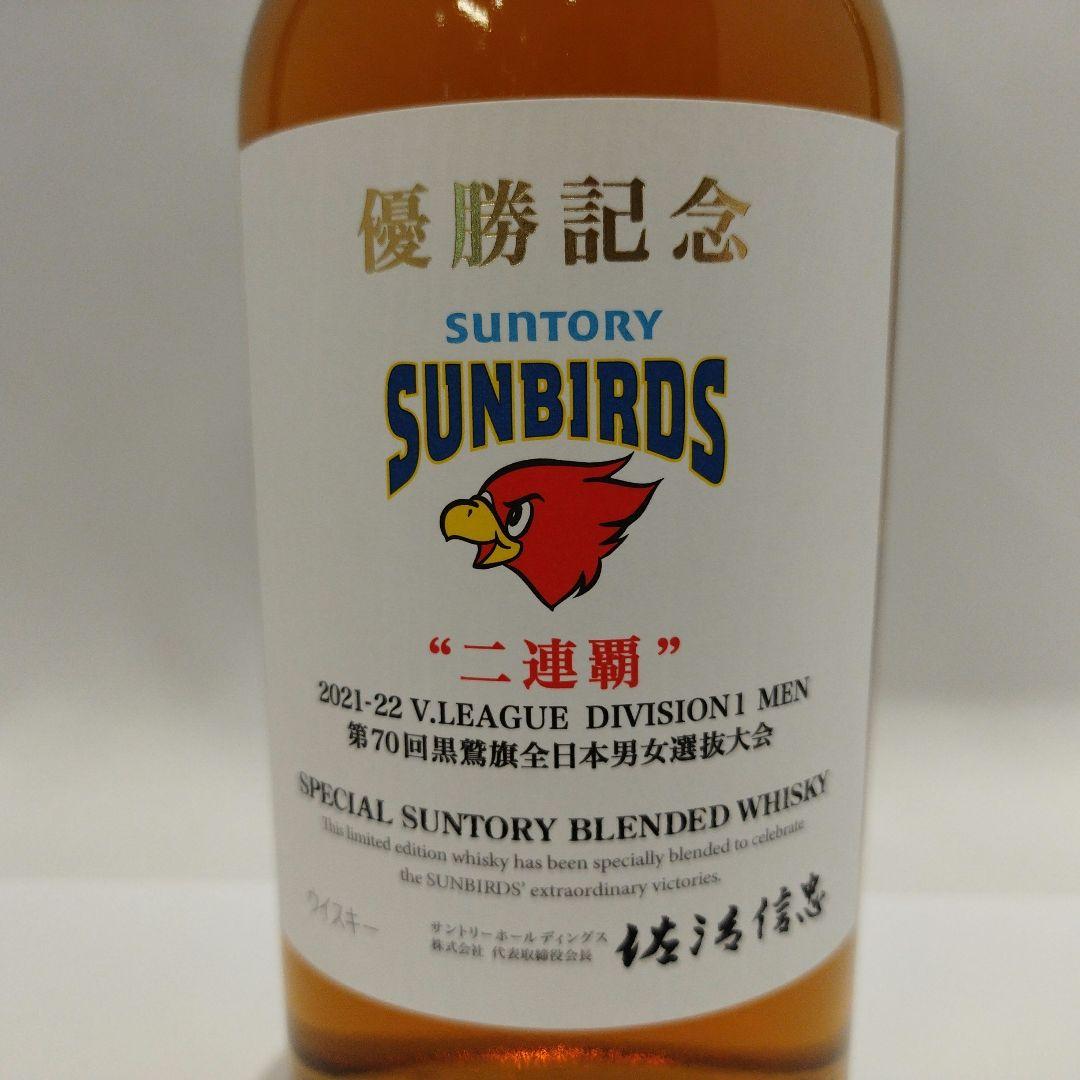 優勝記念
SUNTORY
SUNBIRDS
“二連覇”
2021-22 V.LEAGUE DIVISION1 MEN
第70回黒鷲旗全日本男女選抜大会
SPECIAL SUNTORY BLENDED WHISKY
This limited edition whisky has been specially blended to celebrate
the SUNBIRDS’ extraordinary victories.
ウイスキー
サントリーホールディングス
株式会社 代表取締役会長
佐治信忠